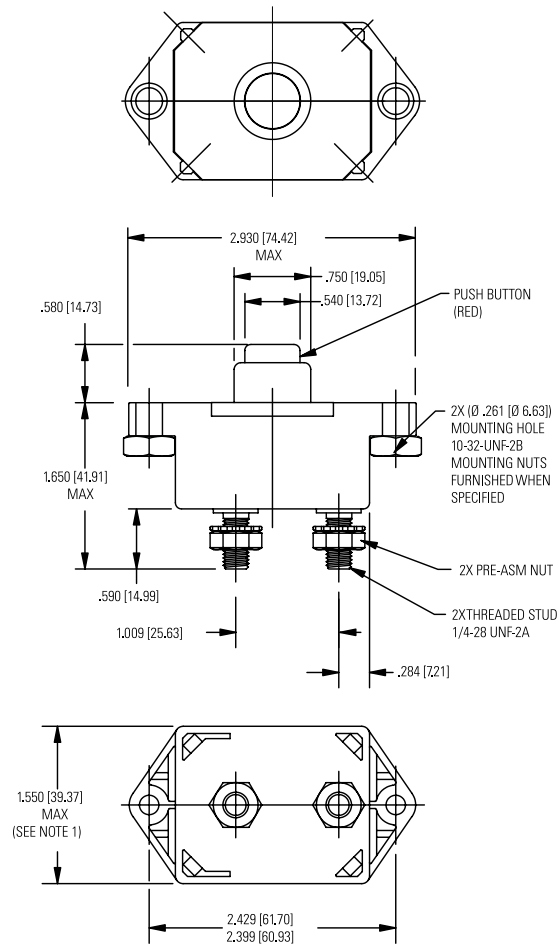 2.930 [74.42]
MAX
.750 [19.05]
.540 [13.72]
.580 [14.73]
PUSH BUTTON
(RED)
2X (Ø .261 [Ø 6.63])
MOUNTING HOLE
10-32-UNF-2B
MOUNTING NUTS
FURNISHED WHEN
SPECIFIED
1.650 [41.91]
MAX
.590 [14.99]
2X PRE-ASM NUT
2X THREADED STUD
1/4-28 UNF-2A
1.009 [25.63]
.284 [7.21]
1.550 [39.37]
MAX
(SEE NOTE 1)
2.429 [61.70]
2.399 [60.93]